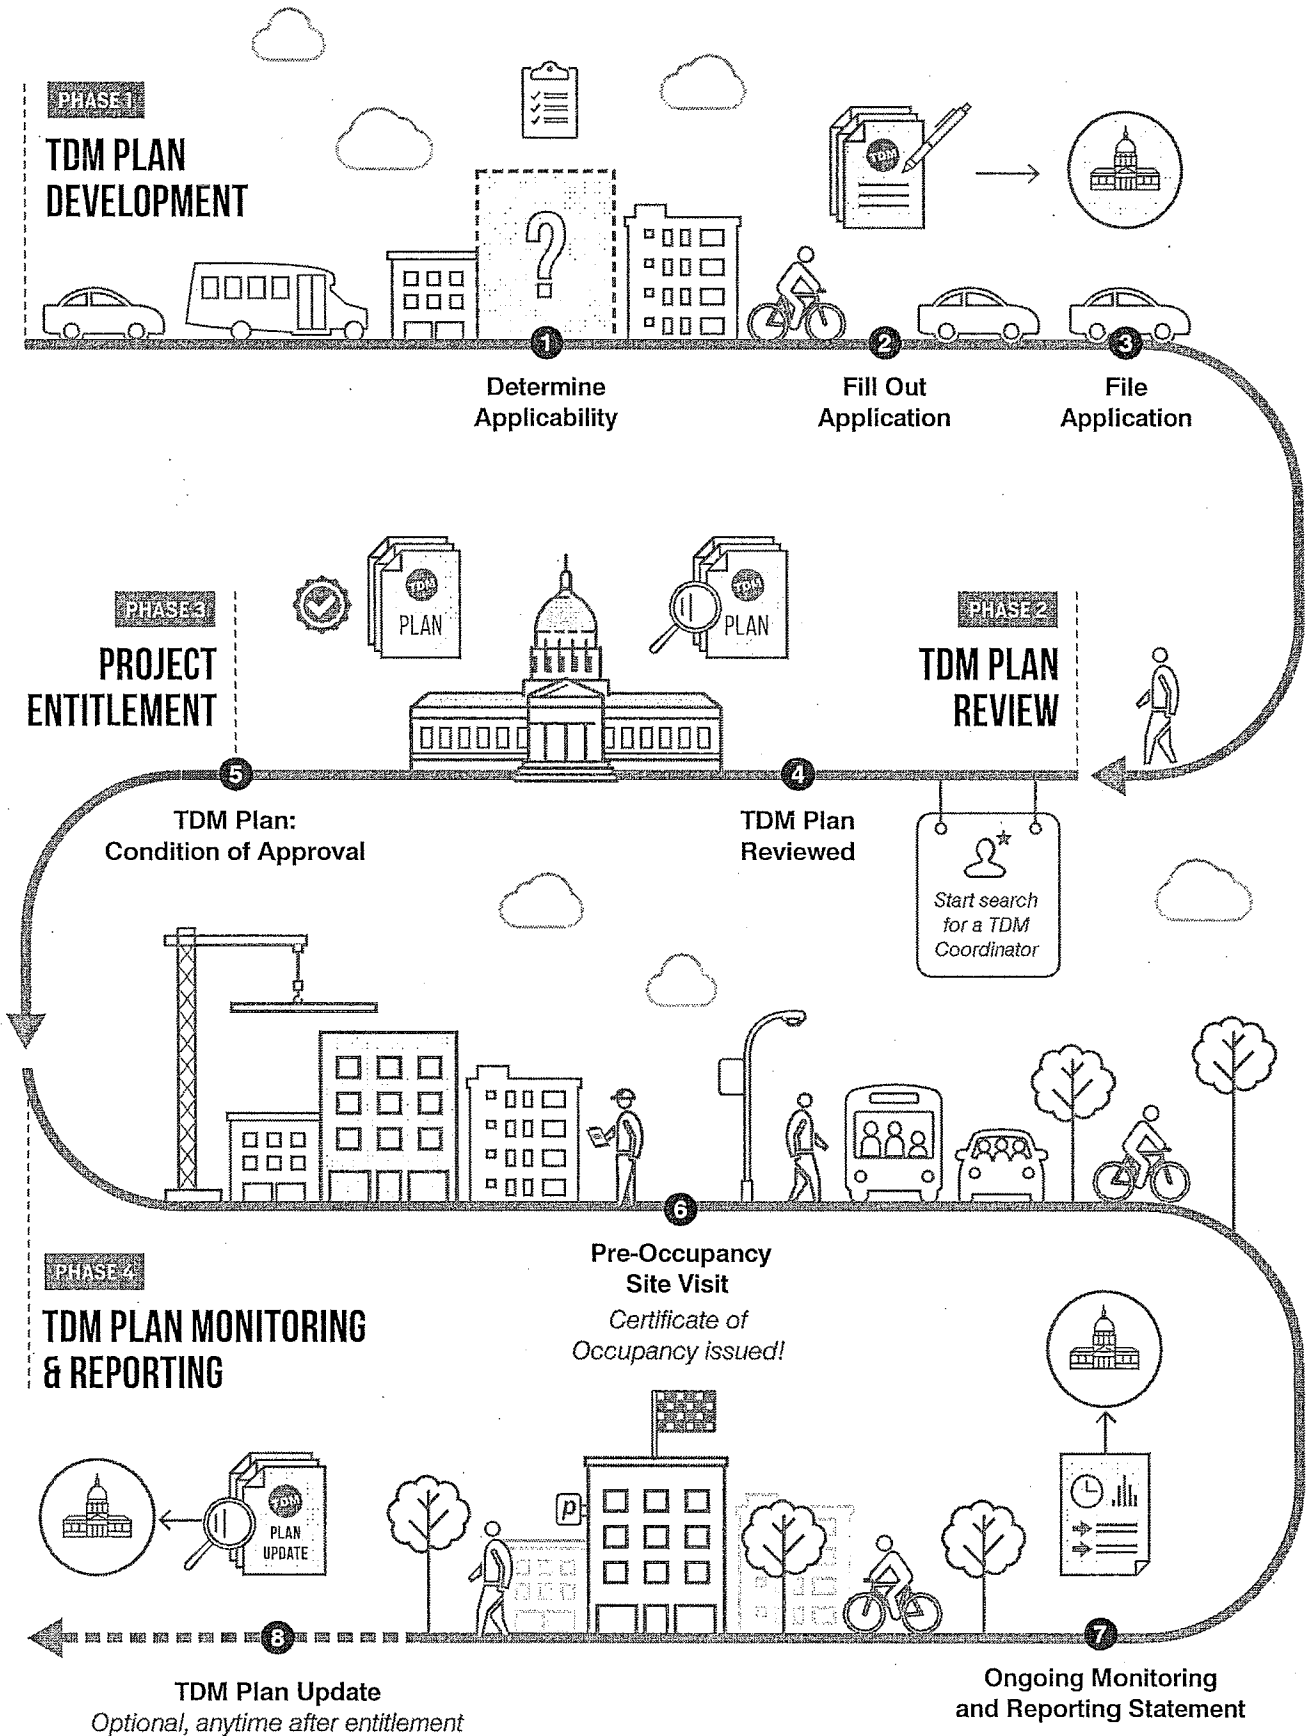 PHASE 1
TDM PLAN
DEVELOPMENT
TDM
?
1
2
3
Determine
Applicability
Fill Out
Application
File
Application
PHASE 2
TDM PLAN
REVIEW
TDM
PLAN
4
TDM Plan
Reviewed
Start search
for a TDM
Coordinator
PHASE 3
PROJECT
ENTITLEMENT
TDM
PLAN
5
TDM Plan:
Condition of Approval
6
Pre-Occupancy
Site Visit
Certificate of
Occupancy issued!
PHASE 4
TDM PLAN MONITORING
& REPORTING
7
Ongoing Monitoring
and Reporting Statement
p
TDM
PLAN
UPDATE
8
TDM Plan Update
Optional, anytime after entitlement